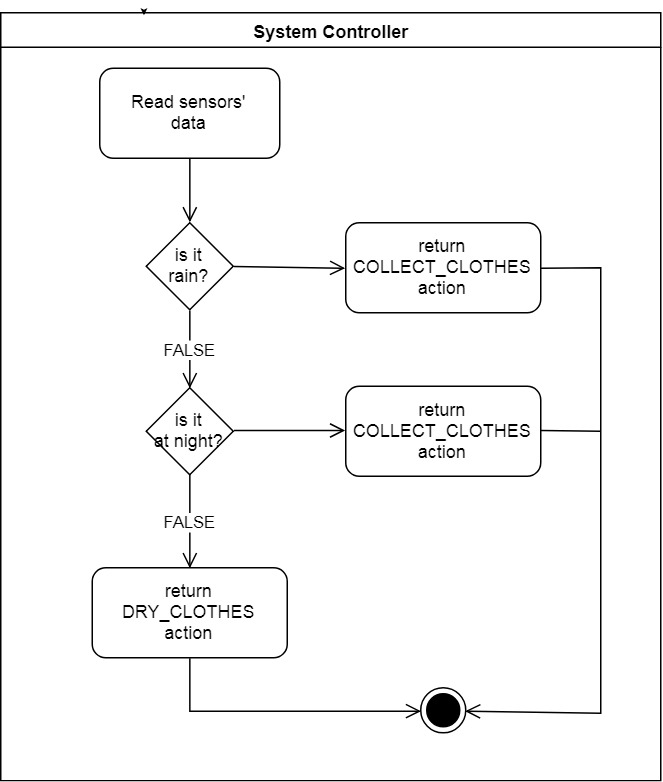 System Controller
Read sensors'
data
is it
rain?
return
COLLECT_CLOTHES
action
FALSE
is it
at night?
return
COLLECT_CLOTHES
action
FALSE
return
DRY_CLOTHES
action